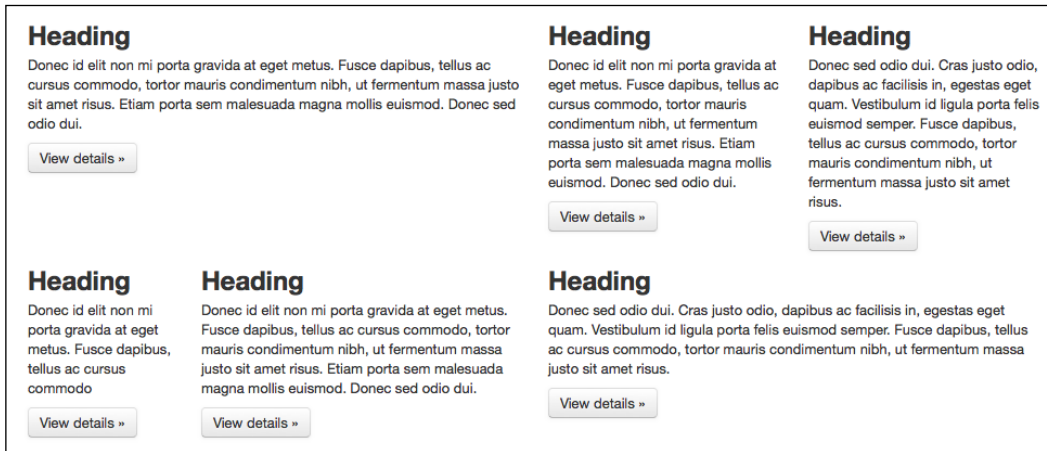 Heading
Donec id elit non mi porta gravida at eget metus. Fusce dapibus, tellus ac
cursus commodo, tortor mauris condimentum nibh, ut fermentum massa justo
sit amet risus. Etiam porta sem malesuada magna mollis euismod. Donec sed
odio dui.
View details »
Heading
Donec id elit non mi porta gravida at
eget metus. Fusce dapibus, tellus ac
cursus commodo, tortor mauris
condimentum nibh, ut fermentum
massa justo sit amet risus. Etiam
porta sem malesuada magna mollis
euismod. Donec sed odio dui.
View details »
Heading
Donec sed odio dui. Cras justo odio,
dapibus ac facilisis in, egestas eget
quam. Vestibulum id ligula porta felis
euismod semper. Fusce dapibus,
tellus ac cursus commodo, tortor
mauris condimentum nibh, ut
fermentum massa justo sit amet
risus.
View details »
Heading
Donec id elit non mi
porta gravida at eget
metus. Fusce dapibus,
tellus ac cursus
commodo
View details »
Heading
Donec id elit non mi porta gravida at eget metus.
Fusce dapibus, tellus ac cursus commodo, tortor
mauris condimentum nibh, ut fermentum massa
justo sit amet risus. Etiam porta sem malesuada
magna mollis euismod. Donec sed odio dui.
View details »
Heading
Donec sed odio dui. Cras justo odio, dapibus ac facilisis in, egestas eget
quam. Vestibulum id ligula porta felis euismod semper. Fusce dapibus, tellus
ac cursus commodo, tortor mauris condimentum nibh, ut fermentum massa
justo sit amet risus.
View details »